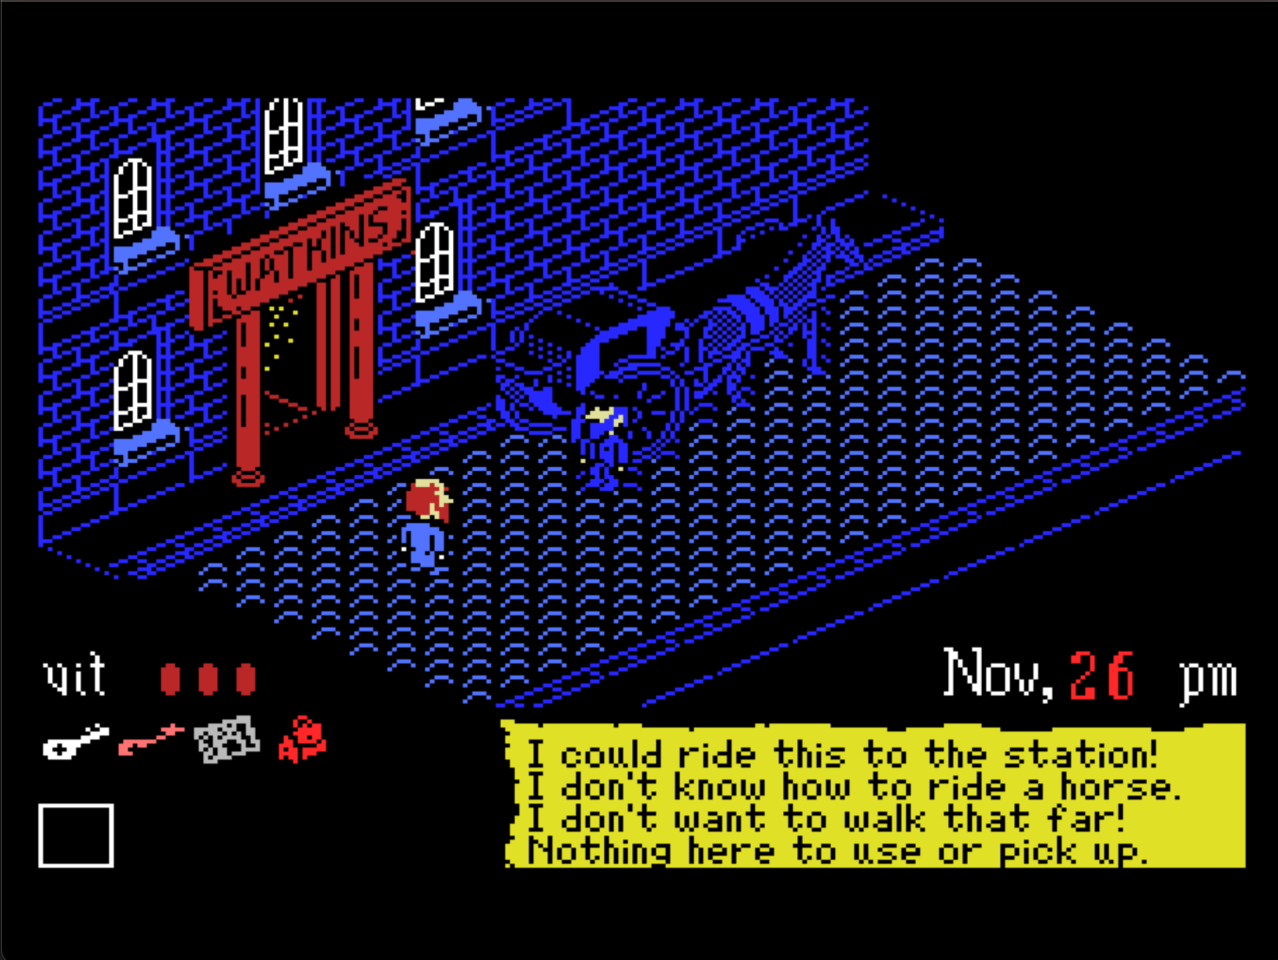 WATKINS
vit
Nov, 26 pm
I could ride this to the station!
I don't know how to ride a horse.
I don't want to walk that far!
Nothing here to use or pick up.